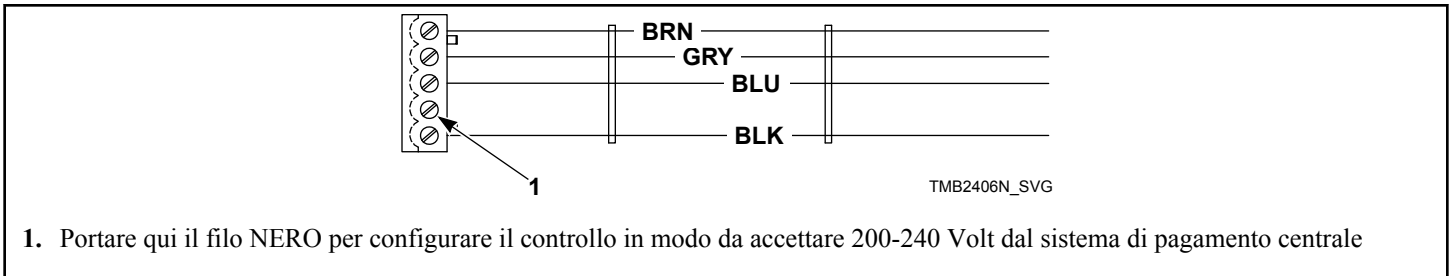 BRN
GRY
BLU
BLK
1
TMB2406N_SVG
1. Portare qui il filo NERO per configurare il controllo in modo da accettare 200-240 Volt dal sistema di pagamento centrale